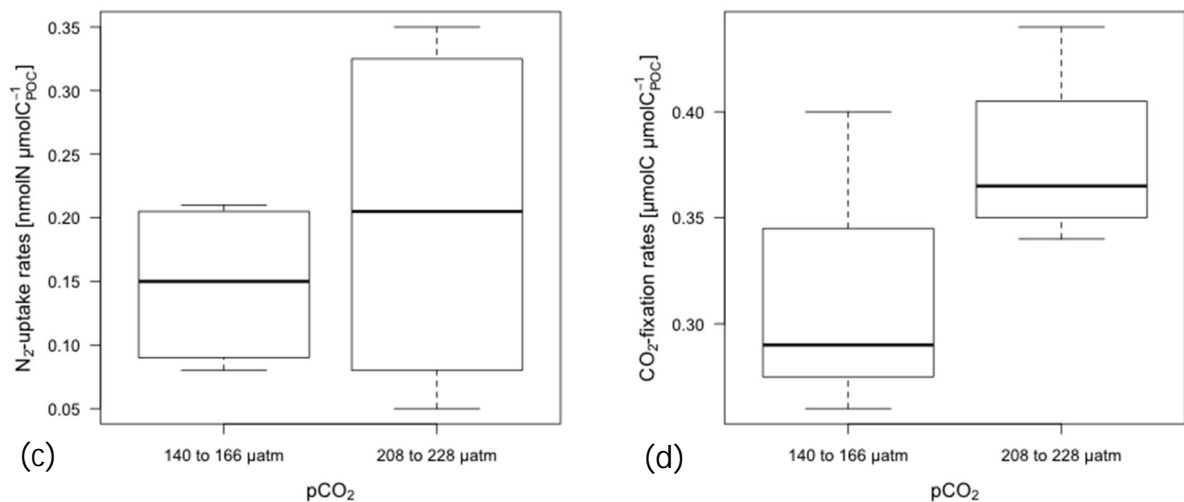 N₂-uptake rates [nmolN µmolC⁻¹POC]
0.35
0.30
0.25
0.20
0.15
0.10
0.05
140 to 166 µatm
208 to 228 µatm
pCO₂
(c)
CO₂-fixation rates [µmolC µmolC⁻¹POC]
0.40
0.35
0.30
140 to 166 µatm
208 to 228 µatm
pCO₂
(d)